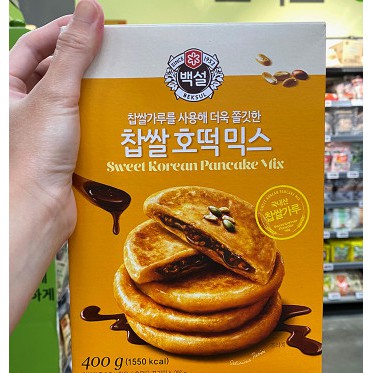 SINCE 1953
백설
BEKSUL
찹쌀가루를 사용해 더욱 쫄깃한
찹쌀 호떡믹스
Sweet Korean Pancake Mix
국내산
찹쌀가루
400 g (1550 kcal)
하게